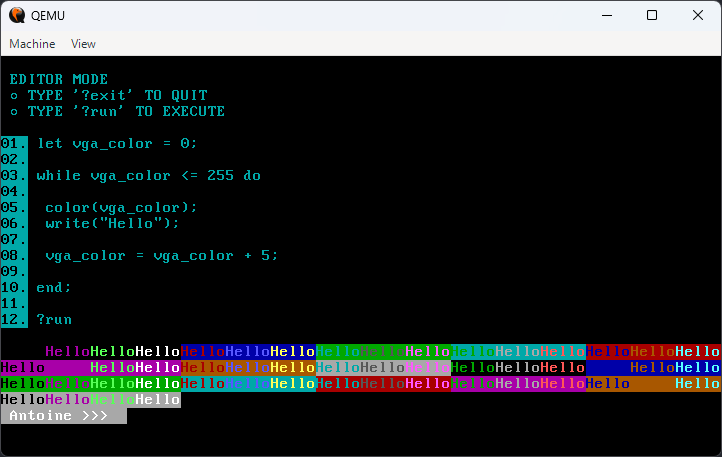 QEMU
Machine View
EDITOR MODE
○ TYPE '?exit' TO QUIT
○ TYPE '?run' TO EXECUTE
01. let vga_color = 0;
02.
03. while vga_color <= 255 do
04.
05.  color(vga_color);
06.  write("Hello");
07.
08.  vga_color = vga_color + 5;
09.
10. end;
11.
12. ?run
HelloHelloHelloHelloHelloHelloHelloHelloHelloHelloHelloHelloHelloHelloHello
Hello     HelloHelloHelloHelloHelloHelloHelloHelloHelloHelloHello     HelloHello
HelloHelloHelloHelloHelloHelloHelloHelloHelloHelloHelloHelloHelloHello     Hello
HelloHelloHelloHello
Antoine >>>